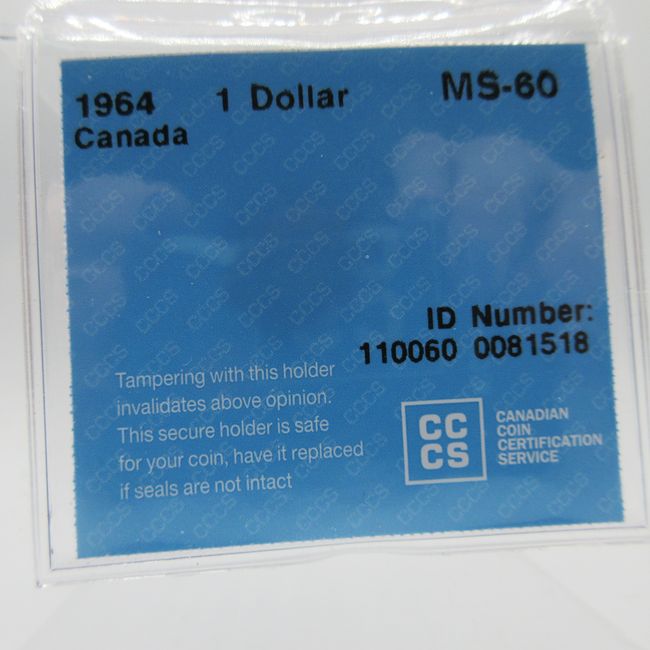 1964 1 Dollar MS-60
Canada
ID Number:
110060 0081518
Tampering with this holder
invalidates above opinion.
This secure holder is safe
for your coin, have it replaced
if seals are not intact
CC
CS
CANADIAN
COIN
CERTIFICATION
SERVICE